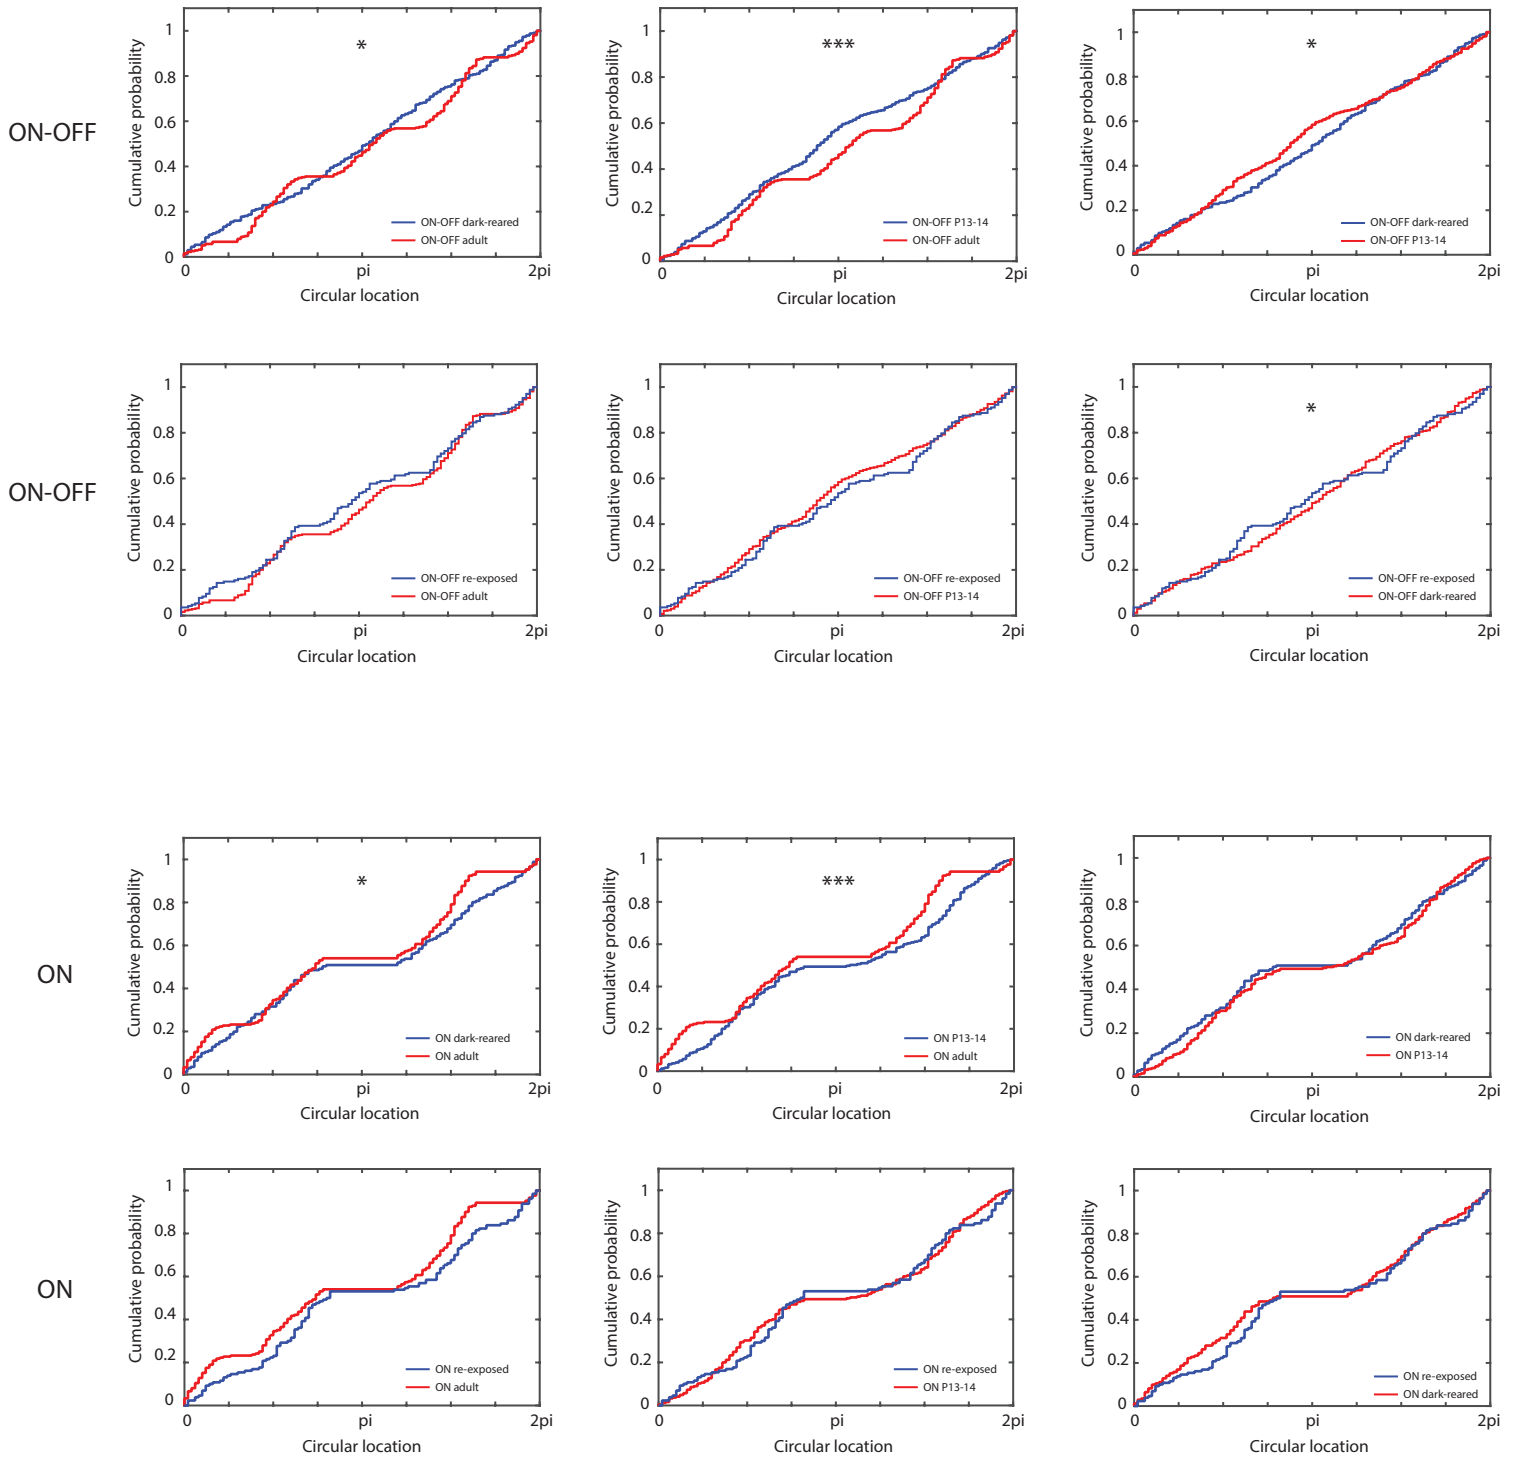 ON-OFF
Cumulative probability
1
0.8
0.6
0.4
0.2
0
*
ON-OFF dark-reared
ON-OFF adult
0 pi 2pi
Circular location
Cumulative probability
1
0.8
0.6
0.4
0.2
0
***
ON-OFF P13-14
ON-OFF adult
0 pi 2pi
Circular location
Cumulative probability
1
0.8
0.6
0.4
0.2
0
*
ON-OFF dark-reared
ON-OFF P13-14
0 pi 2pi
Circular location
ON-OFF
Cumulative probability
1
0.8
0.6
0.4
0.2
0
ON-OFF re-exposed
ON-OFF adult
0 pi 2pi
Circular location
Cumulative probability
1
0.8
0.6
0.4
0.2
0
ON-OFF re-exposed
ON-OFF P13-14
0 pi 2pi
Circular location
Cumulative probability
1
0.8
0.6
0.4
0.2
0
*
ON-OFF re-exposed
ON-OFF dark-reared
0 pi 2pi
Circular location
ON
Cumulative probability
1
0.8
0.6
0.4
0.2
0
*
ON dark-reared
ON adult
0 pi 2pi
Circular location
Cumulative probability
1
0.8
0.6
0.4
0.2
0
***
ON P13-14
ON adult
0 pi 2pi
Circular location
Cumulative probability
1
0.8
0.6
0.4
0.2
0
ON dark-reared
ON P13-14
0 pi 2pi
Circular location
ON
Cumulative probability
1
0.8
0.6
0.4
0.2
0
ON re-exposed
ON adult
0 pi 2pi
Circular location
Cumulative probability
1
0.8
0.6
0.4
0.2
0
ON re-exposed
ON P13-14
0 pi 2pi
Circular location
Cumulative probability
1
0.8
0.6
0.4
0.2
0
ON re-exposed
ON dark-reared
0 pi 2pi
Circular location